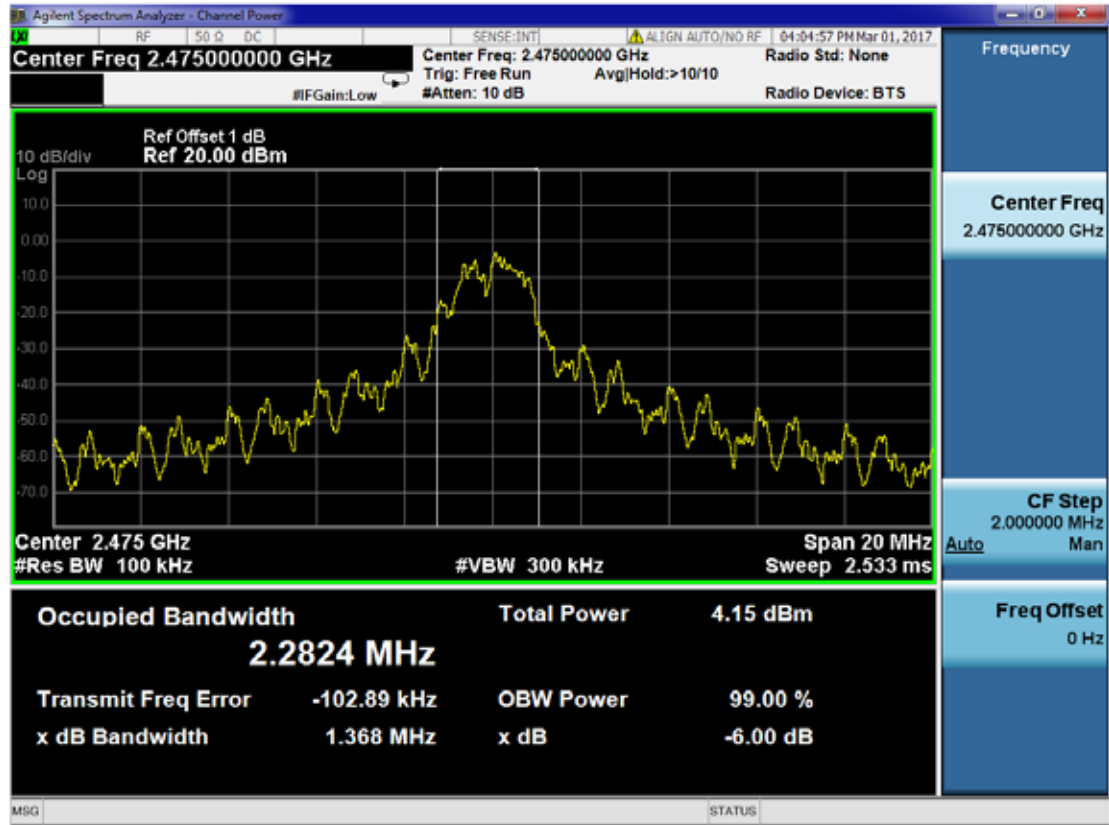 Agilent Spectrum Analyzer - Channel Power
RF 50 Ω DC SENSE:INT ALIGN AUTO/NO RF 04:04:57 PM Mar 01, 2017
Center Freq 2.475000000 GHz
#IFGain:Low
Center Freq: 2.475000000 GHz
Trig: Free Run Avg|Hold:>10/10
#Atten: 10 dB
Radio Std: None
Radio Device: BTS
Ref Offset 1 dB
10 dB/div Ref 20.00 dBm
Log
10.0
0.00
-10.0
-20.0
-30.0
-40.0
-50.0
-60.0
-70.0
Center 2.475 GHz Span 20 MHz
#Res BW 100 kHz #VBW 300 kHz Sweep 2.533 ms
Occupied Bandwidth Total Power 4.15 dBm
2.2824 MHz
Transmit Freq Error -102.89 kHz OBW Power 99.00 %
x dB Bandwidth 1.368 MHz x dB -6.00 dB
MSG STATUS
Frequency
Center Freq
2.475000000 GHz
CF Step
2.000000 MHz
Auto Man
Freq Offset
0 Hz